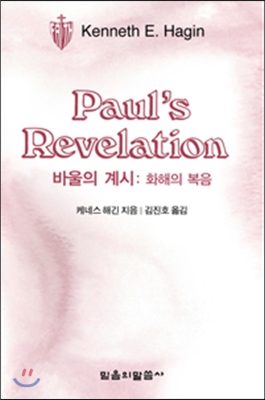 Kenneth E. Hagin
Paul's
Revelation
바울의 계시: 화해의 복음
케네스 해긴 지음 | 김진호 옮김
믿음의말씀사